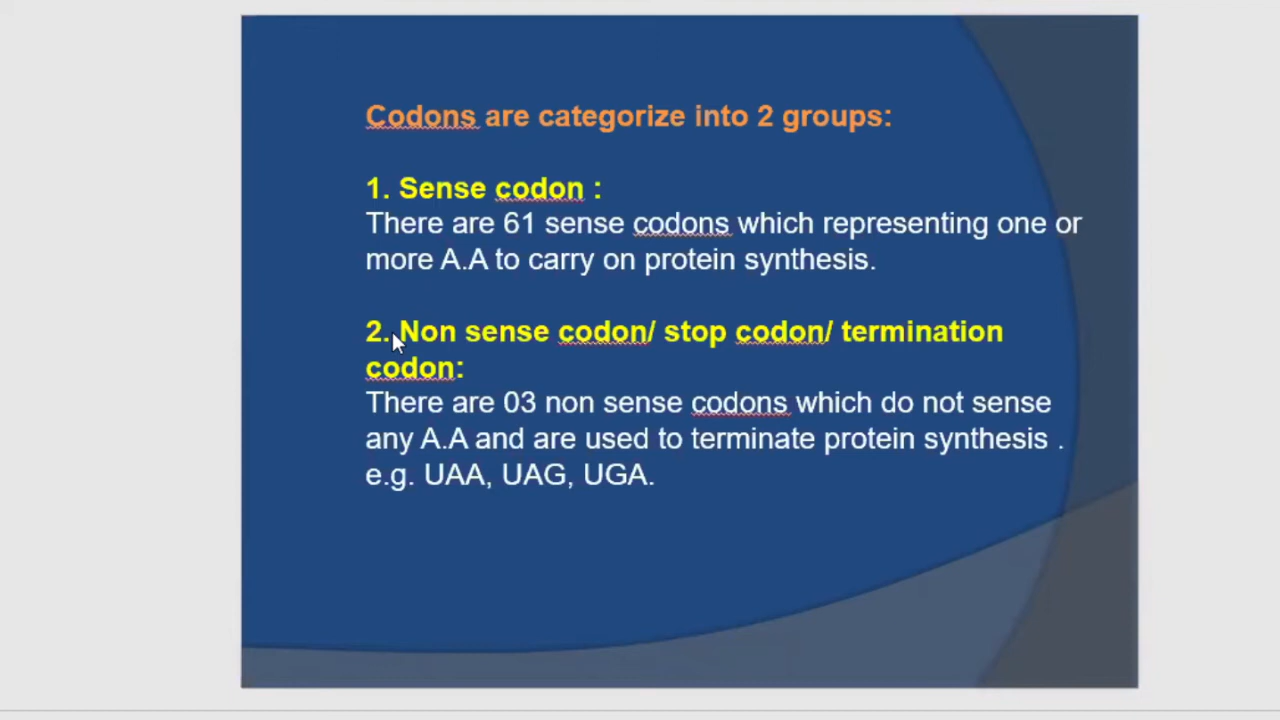 Codons are categorize into 2 groups:
1. Sense codon :
There are 61 sense codons which representing one or
more A.A to carry on protein synthesis.
2. Non sense codon/ stop codon/ termination
codon:
There are 03 non sense codons which do not sense
any A.A and are used to terminate protein synthesis .
e.g. UAA, UAG, UGA.